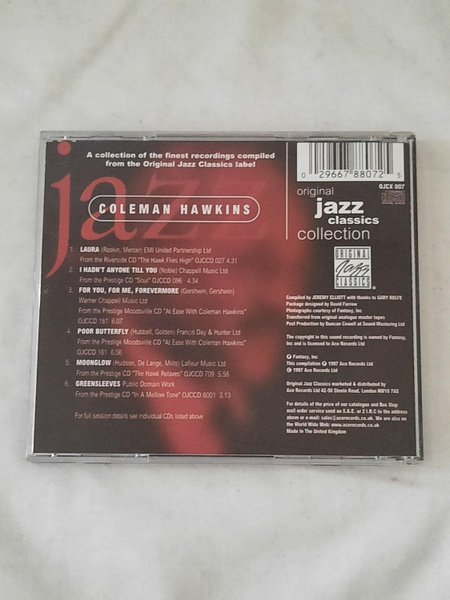 A collection of the finest recordings compiled
from the Original Jazz Classics label
jazz
COLEMAN HAWKINS
1. LAURA (Raskin, Mercer) EMI United Partnership Ltd
From the Riverside CD "The Hawk Flies High" OJCCD 027 4.31
2. I HADN'T ANYONE TILL YOU (Noble) Chappell Music Ltd
From the Prestige CD "Soul" OJCCD 096 4.34
3. FOR YOU, FOR ME, FOREVERMORE (Gershwin, Gershwin)
Warner Chappell Music Ltd
From the Prestige Moodsville CD "At Ease With Coleman Hawkins"
OJCCD 181 6.07
4. POOR BUTTERFLY (Hubbell, Golden) Francis Day & Hunter Ltd
From the Prestige Moodsville CD "At Ease With Coleman Hawkins"
OJCCD 181 6.06
5. MOONGLOW (Hudson, De Lange, Mills) Lafleur Music Ltd
From the Prestige CD "The Hawk Relaxes" OJCCD 709 5.58
6. GREENSLEEVES Public Domain Work
From the Prestige CD "In A Mellow Tone" OJCCD 6001 3.13
For full session details see individual CDs listed above
0 29667 88072 5
OJCX 007
original
jazz
classics
collection
ORIGINAL
Jazz
CLASSICS
Compiled by JEREMY ELLIOTT with thanks to GARY ROLFE
Package designed by David Farrow
Photographs courtesy of Fantasy, Inc
Transferred from original analogue master tapes
Post Production by Duncan Cowell at Sound Mastering Ltd
The copyright in this sound recording is owned by Fantasy,
Inc and is licensed to Ace Records Ltd
℗ Fantasy, Inc
This compilation ℗ 1997 Ace Records Ltd
© 1997 Ace Records Ltd
Original Jazz Classics marketed & distributed by
Ace Records Ltd 42-50 Steele Road, London NW10 7AS
For details of the price of our catalogue and Bus Stop
mail order service send an S.A.E. or 2 I.R.C to the address
above or e-mail: sales@acerecords.co.uk. We are also on
the World Wide Web: www.acerecords.co.uk
Made in The United Kingdom